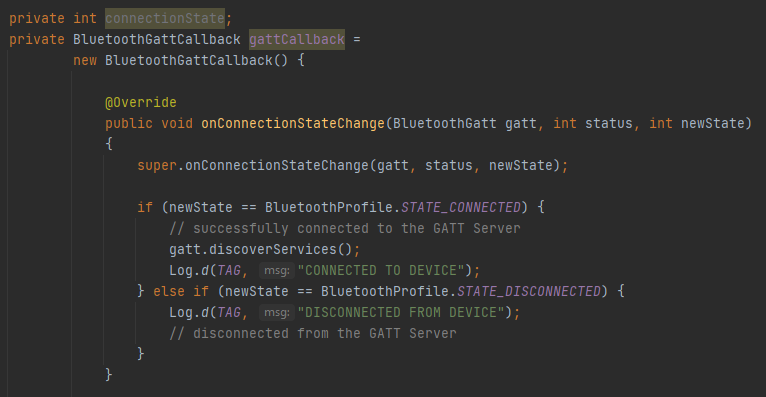 private int connectionState;
private BluetoothGattCallback gattCallback =
new BluetoothGattCallback() {
@Override
public void onConnectionStateChange(BluetoothGatt gatt, int status, int newState)
{
super.onConnectionStateChange(gatt, status, newState);
if (newState == BluetoothProfile.STATE_CONNECTED) {
// successfully connected to the GATT Server
gatt.discoverServices();
Log.d(TAG, msg: "CONNECTED TO DEVICE");
} else if (newState == BluetoothProfile.STATE_DISCONNECTED) {
Log.d(TAG, msg: "DISCONNECTED FROM DEVICE");
// disconnected from the GATT Server
}
}